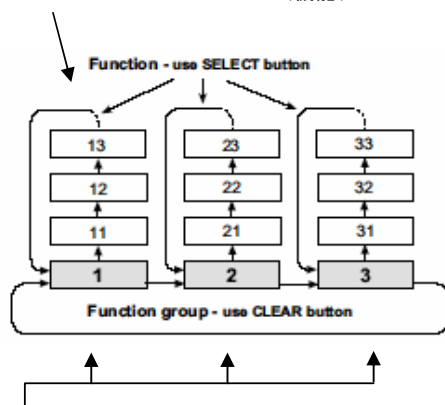 Function - use SELECT button
13 23 33
12 22 32
11 21 31
1 2 3
Function group - use CLEAR button